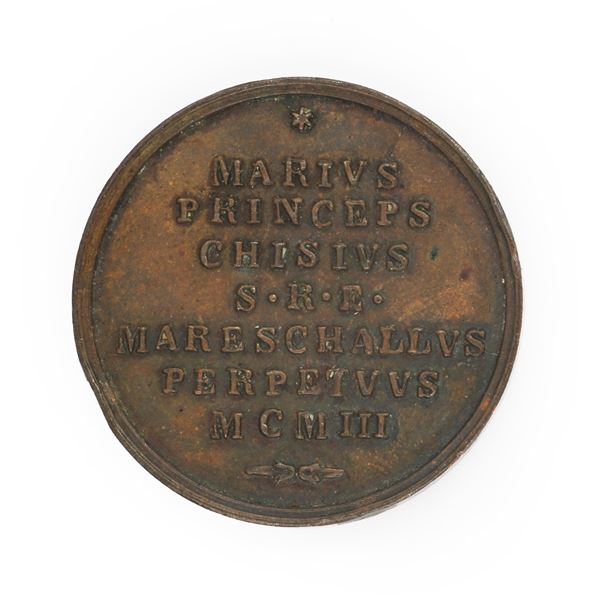 MARIVS
PRINCEPS
CHISIVS
S·R·E·
MARESCHALLVS
PERPETVVS
MCMIII